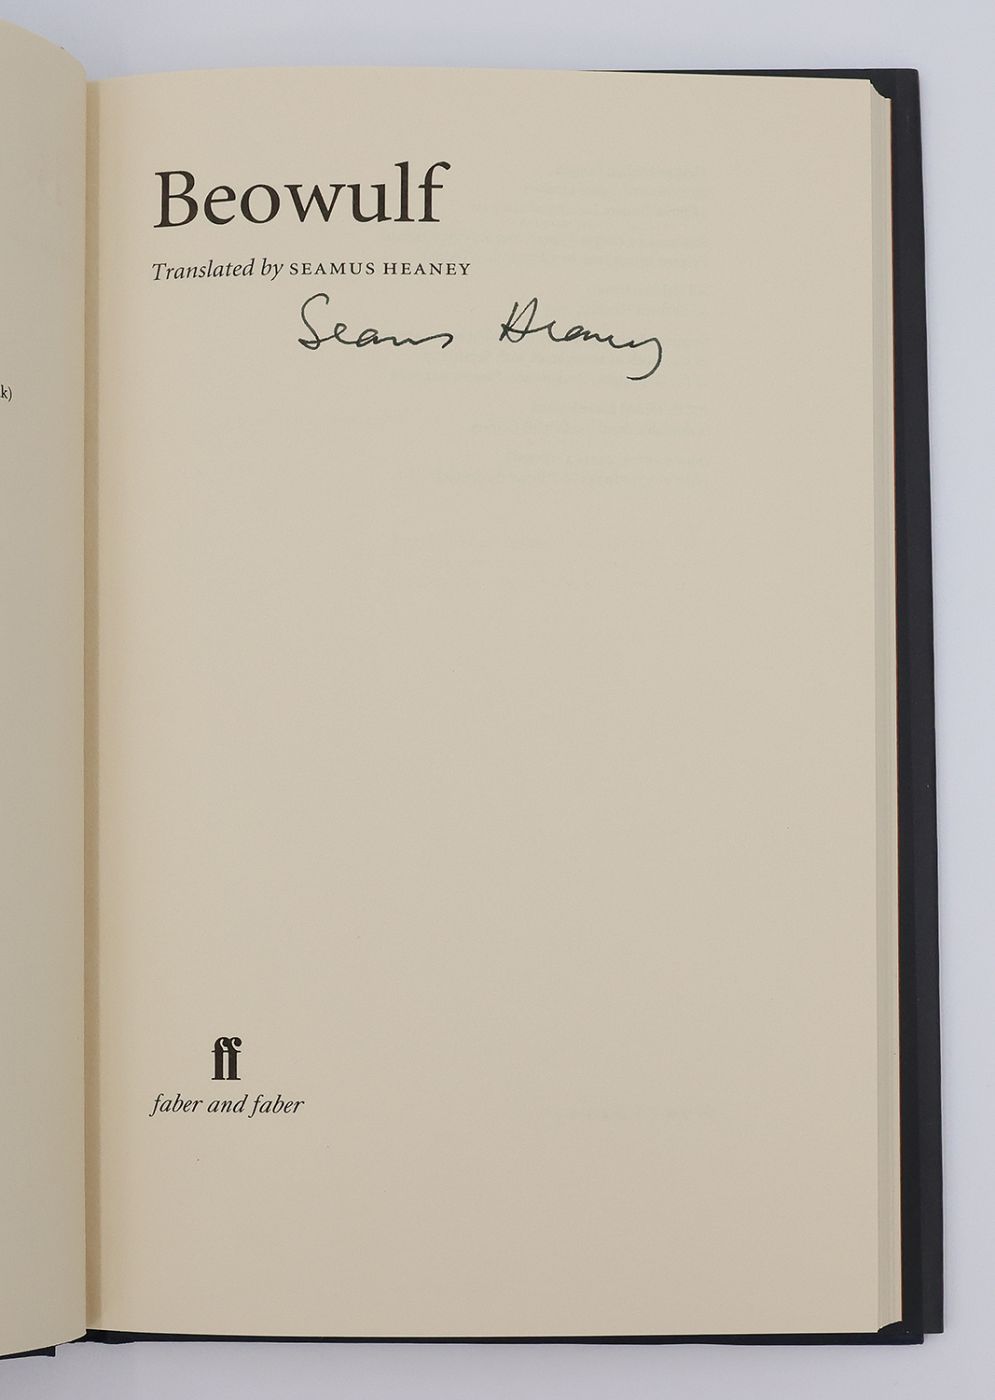 k)
Beowulf
Translated by SEAMUS HEANEY
Seamus Heaney
ff
faber and faber